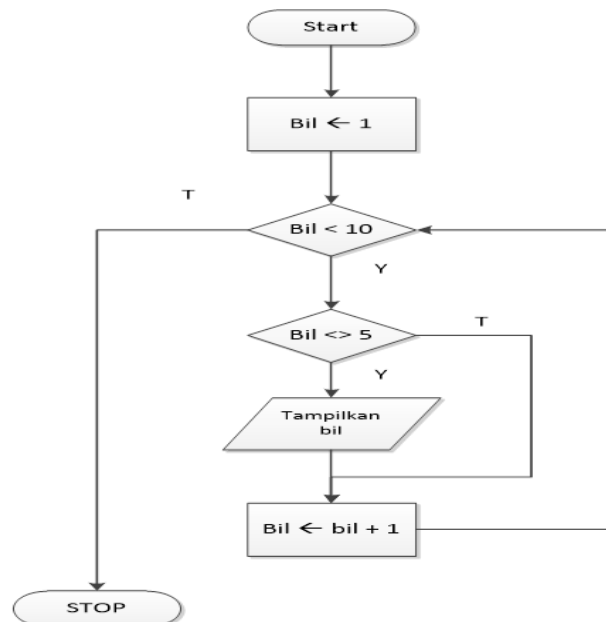 Start
Bil ← 1
T
Bil < 10
Y
Bil <> 5
T
Y
Tampilkan
bil
Bil ← bil + 1
STOP